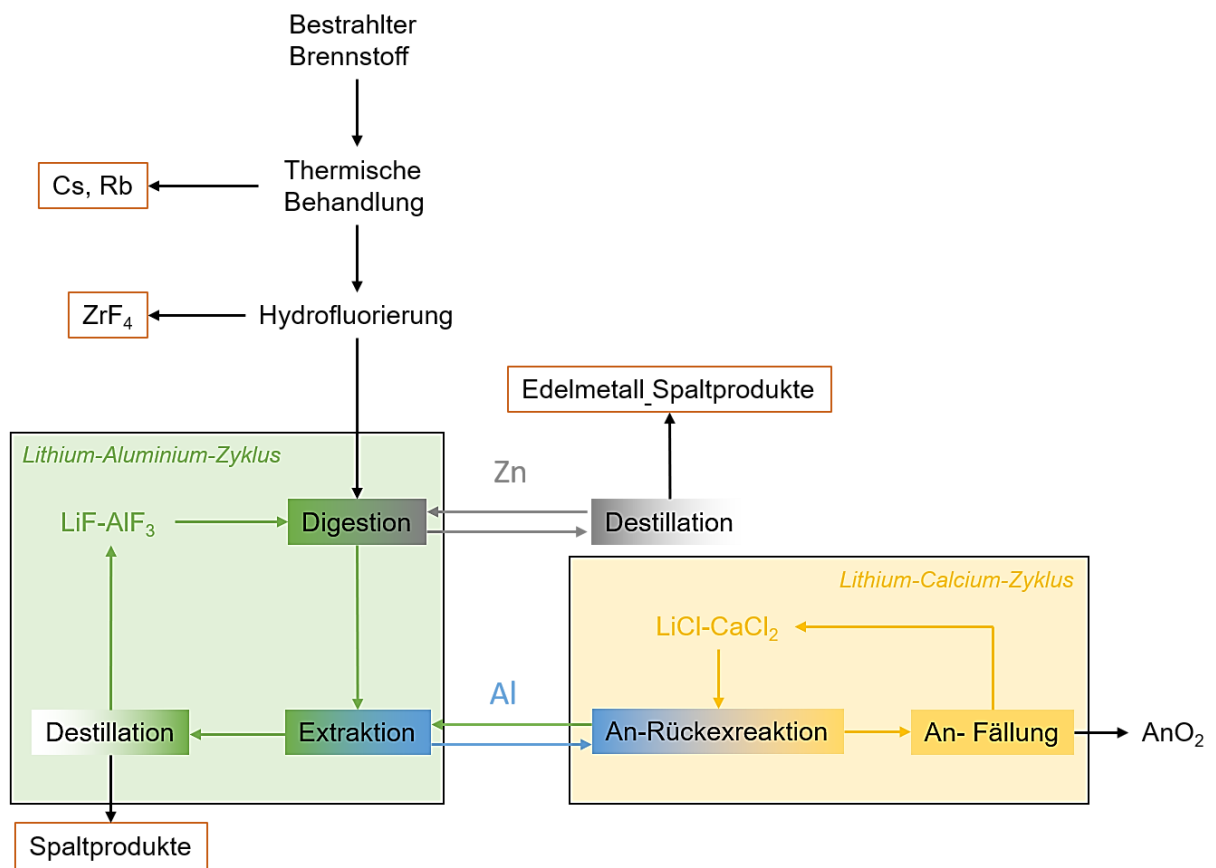 Bestrahlter
Brennstoff
Cs, Rb
Thermische
Behandlung
ZrF₄
Hydrofluorierung
Edelmetall_Spaltprodukte
Lithium-Aluminium-Zyklus
Zn
LiF-AlF₃
Digestion
Destillation
Lithium-Calcium-Zyklus
LiCl-CaCl₂
Al
Destillation
Extraktion
An-Rückexreaktion
An- Fällung
AnO₂
Spaltprodukte